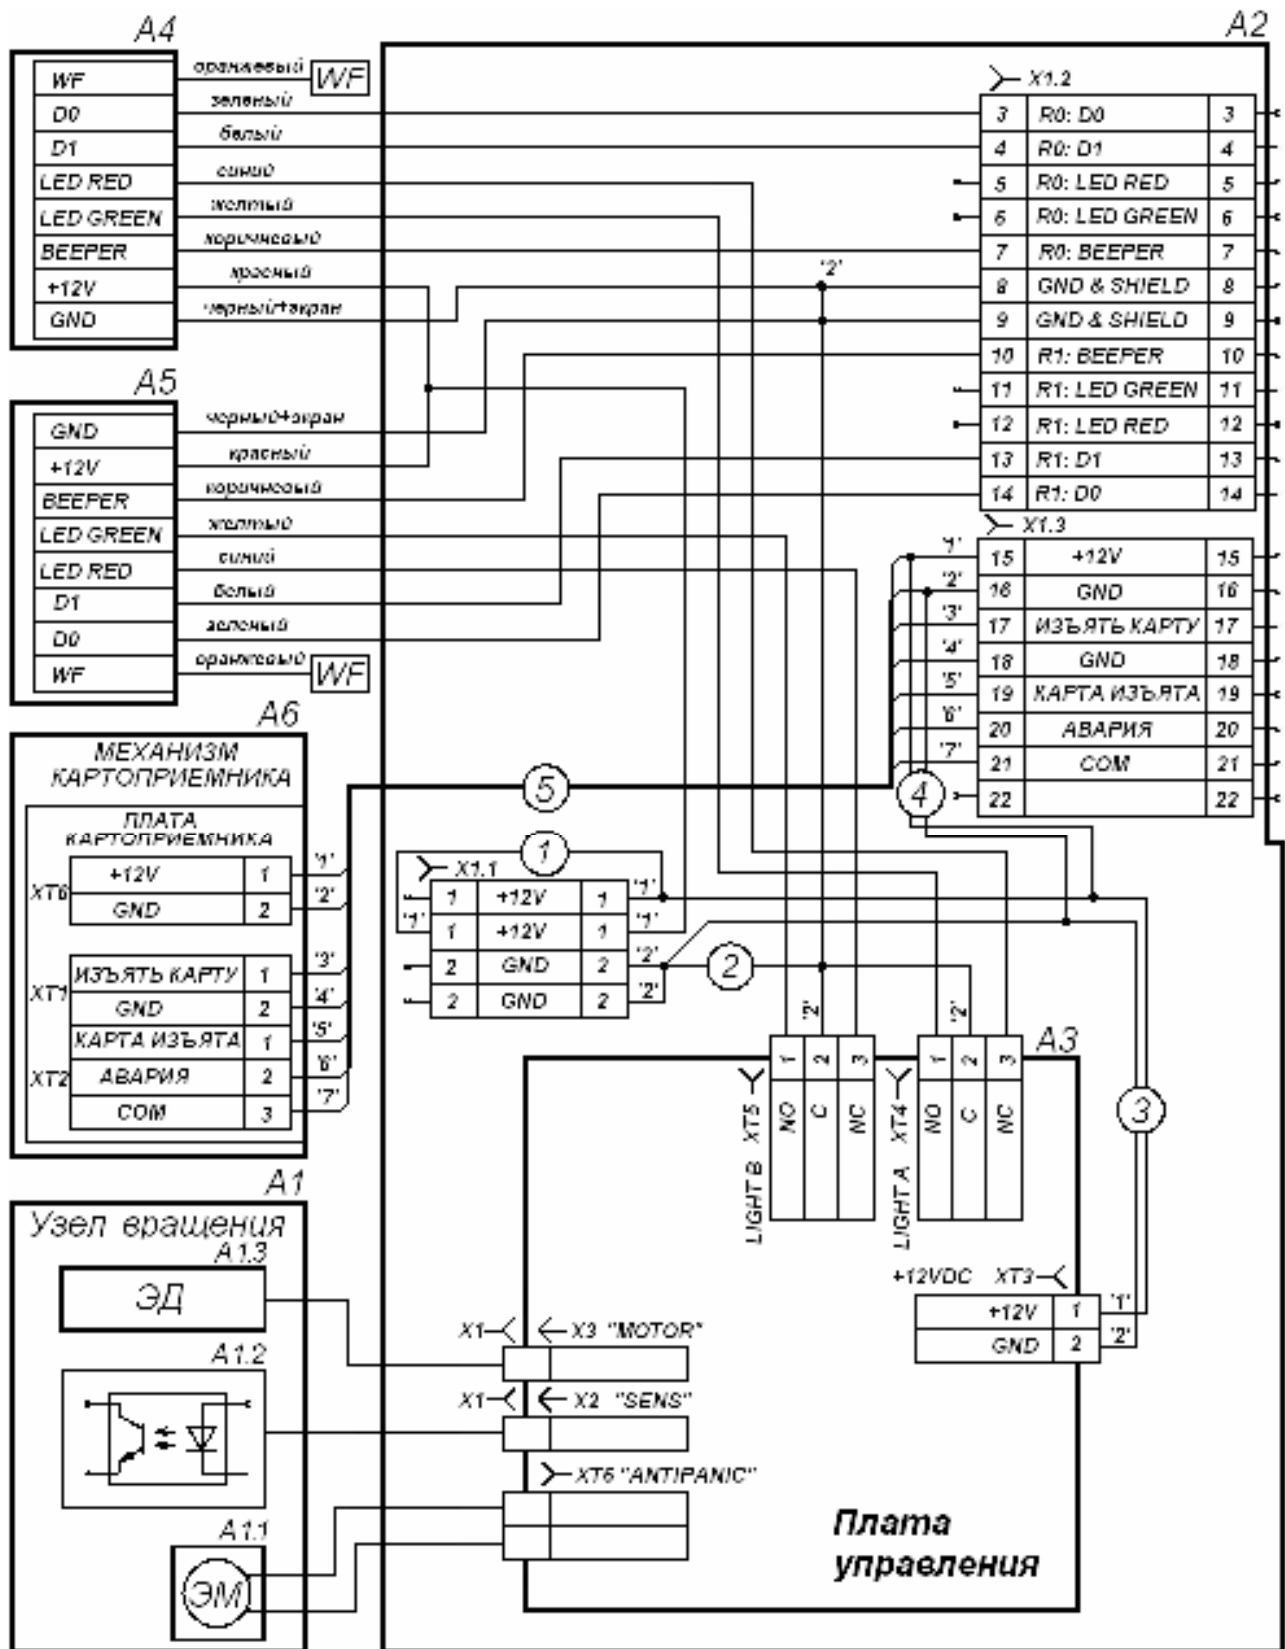 A4
WF оранжевый WF
D0 зеленый
D1 белый
LED RED синий
LED GREEN желтый
BEEPER коричневый
+12V красный
GND черный+экран
A5
GND черный+экран
+12V красный
BEEPER коричневый
LED GREEN желтый
LED RED синий
D1 белый
D0 зеленый
WF оранжевый WF
A6
МЕХАНИЗМ
КАРТОПРИЕМНИКА
ПЛАТА
КАРТОПРИЕМНИКА
XT6
+12V 1 '1'
GND 2 '2'
XT1
ИЗЪЯТЬ КАРТУ 1 '3'
GND 2 '4'
XT2
КАРТА ИЗЪЯТА 1 '5'
АВАРИЯ 2 '6'
COM 3 '7'
A1
Узел вращения
A1.3
ЭД
A1.2
A1.1
ЭМ
A2
X1.2
'2'
3 R0: D0 3
4 R0: D1 4
5 R0: LED RED 5
6 R0: LED GREEN 6
7 R0: BEEPER 7
8 GND & SHIELD 8
9 GND & SHIELD 9
10 R1: BEEPER 10
11 R1: LED GREEN 11
12 R1: LED RED 12
13 R1: D1 13
14 R1: D0 14
X1.3
'1' 15 +12V 15
'2' 16 GND 16
'3' 17 ИЗЪЯТЬ КАРТУ 17
'4' 18 GND 18
'5' 19 КАРТА ИЗЪЯТА 19
'6' 20 АВАРИЯ 20
'7' 21 COM 21
22 22
5
4
1
X1.1
1 +12V 1 '1'
'1' 1 +12V 1 '1'
2 GND 2 '2'
2 GND 2 '2'
2
3
'2' '2'
A3
LIGHT B XT5
1 2 3
NO C NC
LIGHT A XT4
1 2 3
NO C NC
+12VDC XT3
+12V 1 '1'
GND 2 '2'
X1 X3 "MOTOR"
X1 X2 "SENS"
XT6 "ANTIPANIC"
Плата
управления